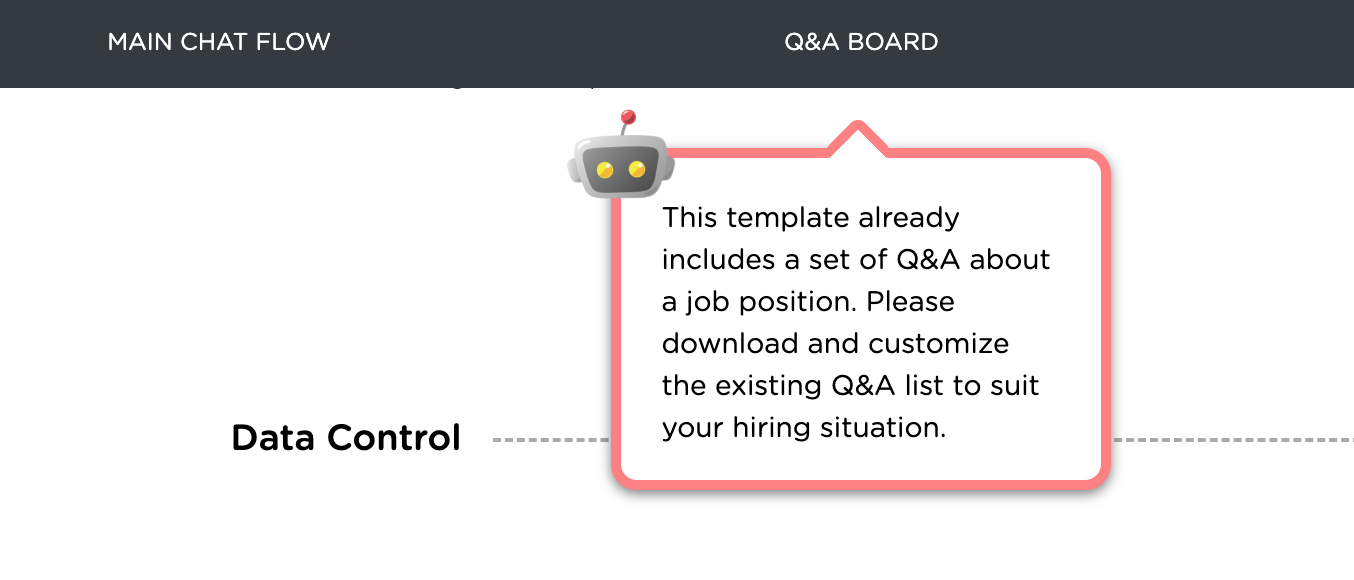 MAIN CHAT FLOW
Q&A BOARD
This template already
includes a set of Q&A about
a job position. Please
download and customize
the existing Q&A list to suit
your hiring situation.
Data Control